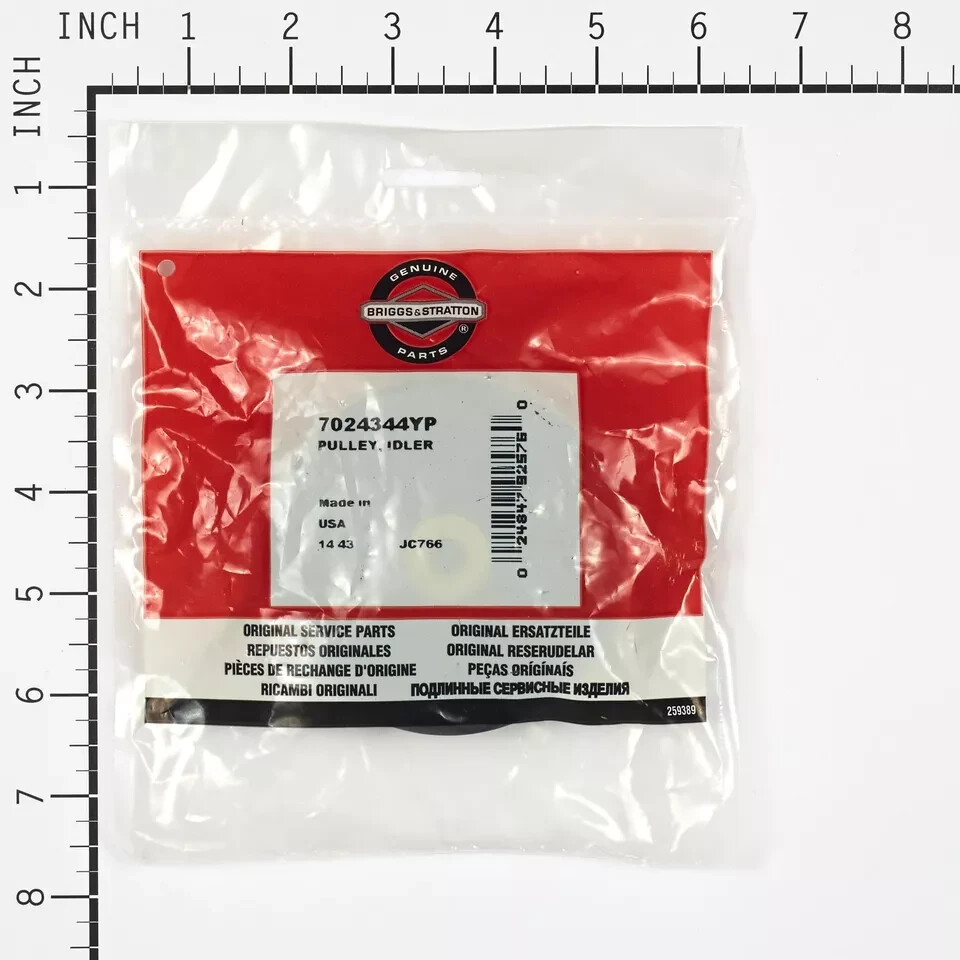 INCH 1 2 3 4 5 6 7 8
INCH
1
2
3
4
5
6
7
8
GENUINE
BRIGGS & STRATTON
®
PARTS
7024344YP
PULLEY, IDLER
Made in
USA
14 43 JC766
0 24847 92575 0
ORIGINAL SERVICE PARTS
REPUESTOS ORIGINALES
PIÈCES DE RECHANGE D'ORIGINE
RICAMBI ORIGINALI
ORIGINAL ERSATZTEILE
ORIGINAL RESERUDELAR
PEÇAS ORIGÍNAÍS
ПОДЛИННЫЕ СЕРВИСНЫЕ ИЗДЕЛИЯ
259389